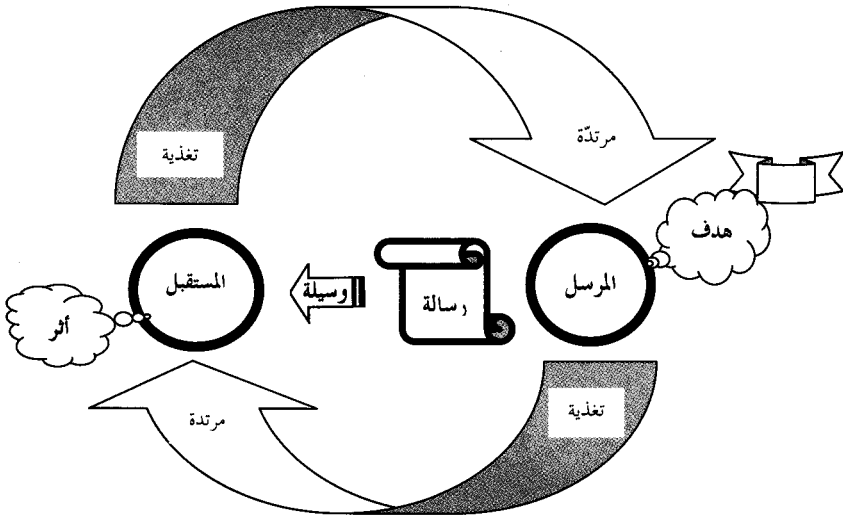 تغذية
مرتدّة
هدف
المرسل
رسالة
وسيلة
المستقبل
أثر
تغذية
مرتدة